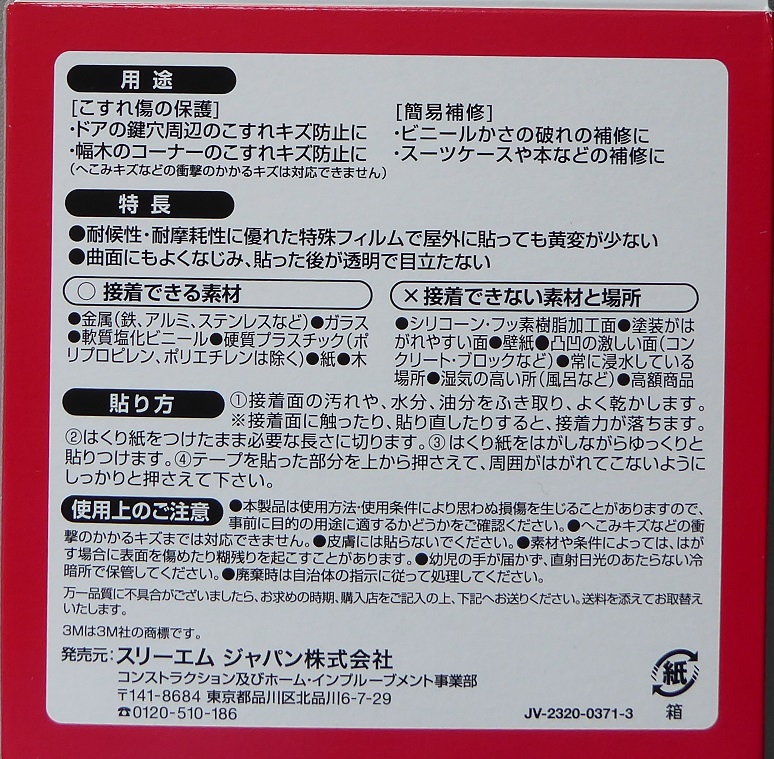 用途
[こすれ傷の保護]
・ドアの鍵穴周辺のこすれキズ防止に
・幅木のコーナーのこすれキズ防止に
(へこみキズなどの衝撃のかかるキズは対応できません)
[簡易補修]
・ビニールかさの破れの補修に
・スーツケースや本などの補修に
特長
●耐候性・耐摩耗性に優れた特殊フィルムで屋外に貼っても黄変が少ない
●曲面にもよくなじみ、貼った後が透明で目立たない
○ 接着できる素材
●金属(鉄、アルミ、ステンレスなど)●ガラス
●軟質塩化ビニール●硬質プラスチック(ポ
リプロピレン、ポリエチレンは除く)●紙●木
× 接着できない素材と場所
●シリコーン・フッ素樹脂加工面●塗装がは
がれやすい面●壁紙●凸凹の激しい面(コン
クリート・ブロックなど)●常に浸水している
場所●湿気の高い所(風呂など)●高額商品
貼り方 ①接着面の汚れや、水分、油分をふき取り、よく乾かします。
※接着面に触ったり、貼り直したりすると、接着力が落ちます。
②はくり紙をつけたまま必要な長さに切ります。③はくり紙をはがしながらゆっくりと
貼りつけます。④テープを貼った部分を上から押さえて、周囲がはがれてこないように
しっかりと押さえて下さい。
使用上のご注意 ●本製品は使用方法・使用条件により思わぬ損傷を生じることがありますので、
事前に目的の用途に適するかどうかをご確認ください。●へこみキズなどの衝
撃のかかるキズまでは対応できません。●皮膚には貼らないでください。●素材や条件によっては、はが
す場合に表面を傷めたり糊残りを起こすことがあります。●幼児の手が届かず、直射日光のあたらない冷
暗所で保管してください。●廃棄時は自治体の指示に従って処理してください。
万一品質に不具合がございましたら、お求めの時期、購入店をご記入の上、下記へお送りください。送料を添えてお取替え
いたします。
3Mは3M社の商標です。
発売元:スリーエム ジャパン株式会社
コンストラクション及びホーム・インプルーブメント事業部
〒141-8684 東京都品川区北品川6-7-29
☎0120-510-186
JV-2320-0371-3
紙
箱